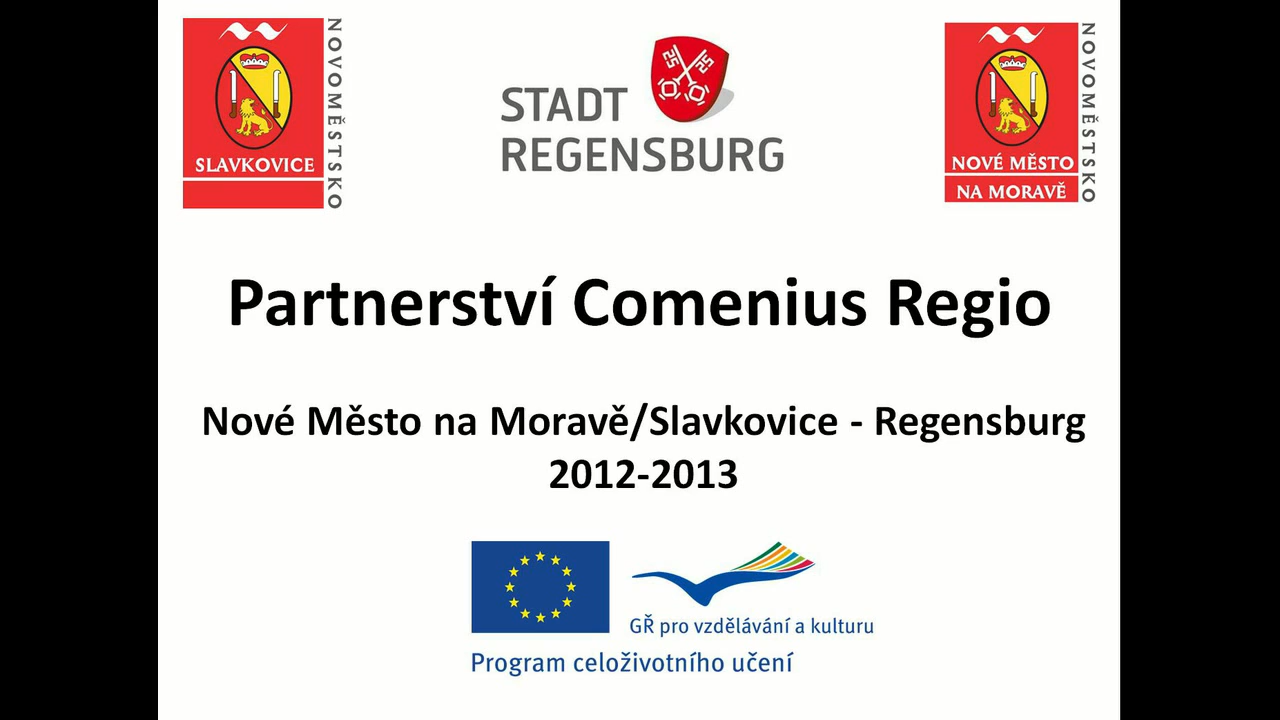 NOVOMĚSTSKO
SLAVKOVICE
STADT
REGENSBURG
NOVOMĚSTSKO
NOVÉ MĚSTO
NA MORAVĚ
Partnerství Comenius Regio
Nové Město na Moravě/Slavkovice - Regensburg
2012-2013
GŘ pro vzdělávání a kulturu
Program celoživotního učení